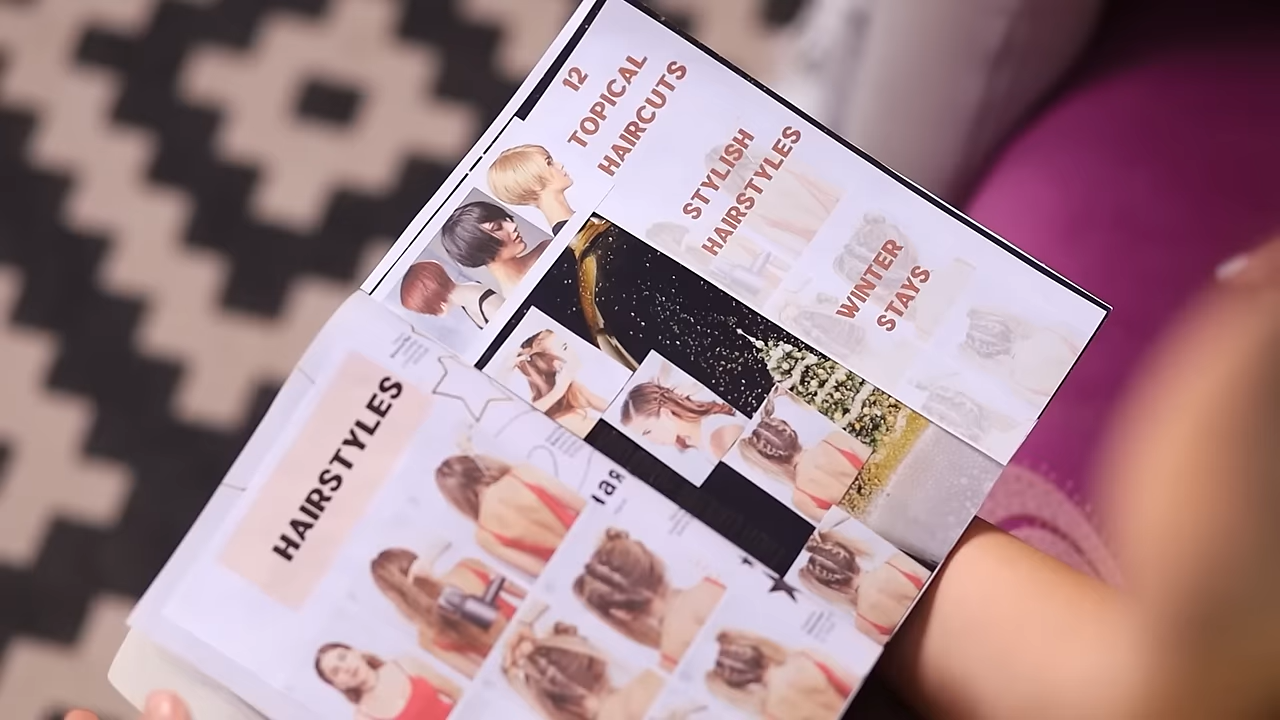 12
TOPICAL
HAIRCUTS
STYLISH
HAIRSTYLES
WINTER
STAYS
HAIRSTYLES